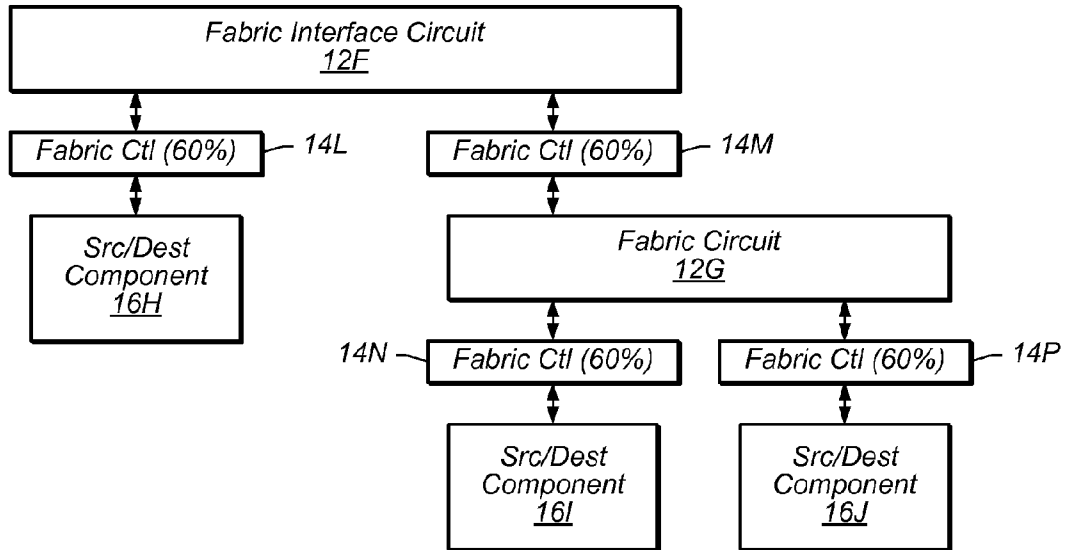 Fabric Interface Circuit
12F
Fabric Ctl (60%)
14L
Fabric Ctl (60%)
14M
Src/Dest
Component
16H
Fabric Circuit
12G
14N
Fabric Ctl (60%)
Fabric Ctl (60%)
14P
Src/Dest
Component
16I
Src/Dest
Component
16J